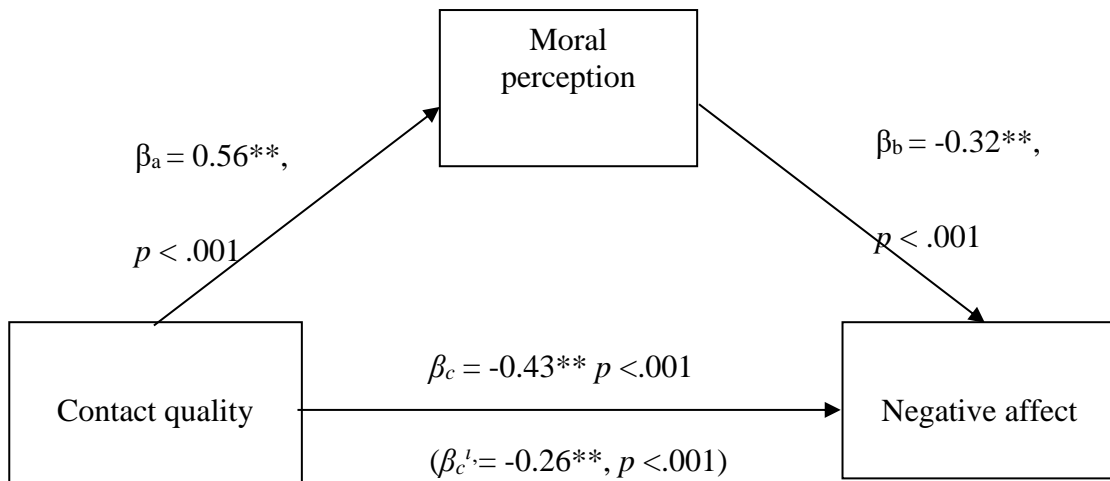 Moral
perception
βa = 0.56**,
p < .001
βb = -0.32**,
p < .001
Contact quality
βc = -0.43** p <.001
(βc ı,= -0.26**, p <.001)
Negative affect